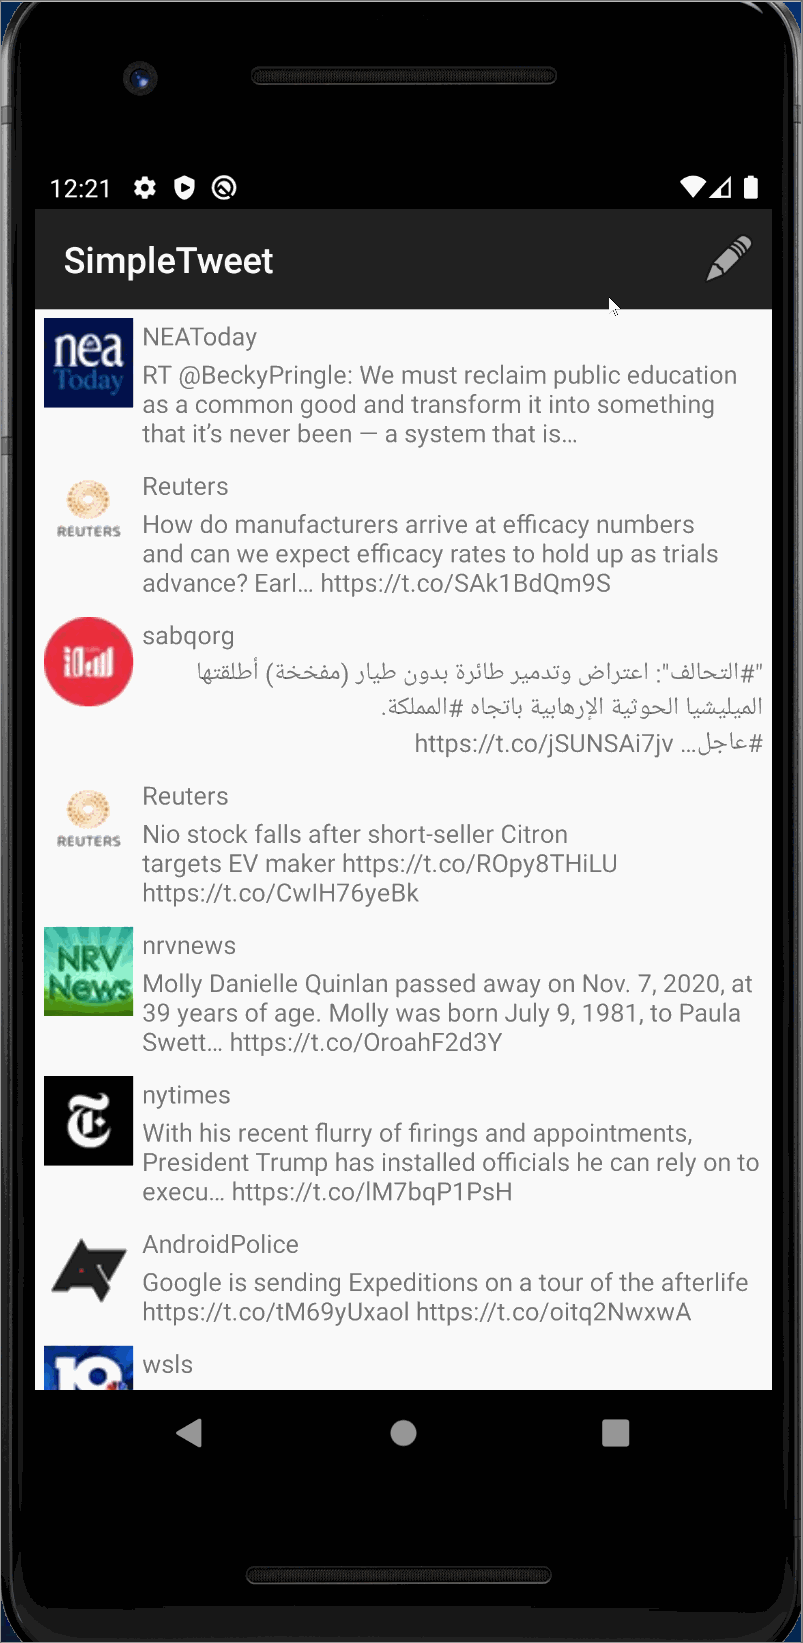 12:21
SimpleTweet
nea
Today
NEAToday
RT @BeckyPringle: We must reclaim public education
as a common good and transform it into something
that it’s never been — a system that is…
REUTERS
Reuters
How do manufacturers arrive at efficacy numbers
and can we expect efficacy rates to hold up as trials
advance? Earl… https://t.co/SAk1BdQm9S
sabqorg
"#التحالف": اعتراض وتدمير طائرة بدون طيار (مفخخة) أطلقتها
الميليشيا الحوثية الإرهابية باتجاه #المملكة.
#عاجل… https://t.co/jSUNSAi7jv
REUTERS
Reuters
Nio stock falls after short-seller Citron
targets EV maker https://t.co/ROpy8THiLU
https://t.co/CwIH76yeBk
NRV
News
nrvnews
Molly Danielle Quinlan passed away on Nov. 7, 2020, at
39 years of age. Molly was born July 9, 1981, to Paula
Swett… https://t.co/OroahF2d3Y
nytimes
With his recent flurry of firings and appointments,
President Trump has installed officials he can rely on to
execu… https://t.co/lM7bqP1PsH
AndroidPolice
Google is sending Expeditions on a tour of the afterlife
https://t.co/tM69yUxaol https://t.co/oitq2NwxwA
10
wsls